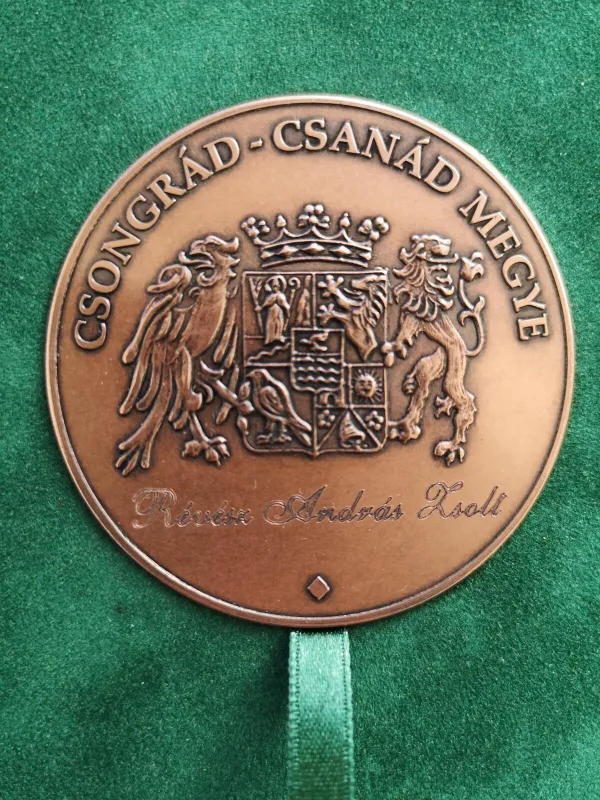 CSONGRÁD - CSANÁD MEGYE
Révész András Zsolt